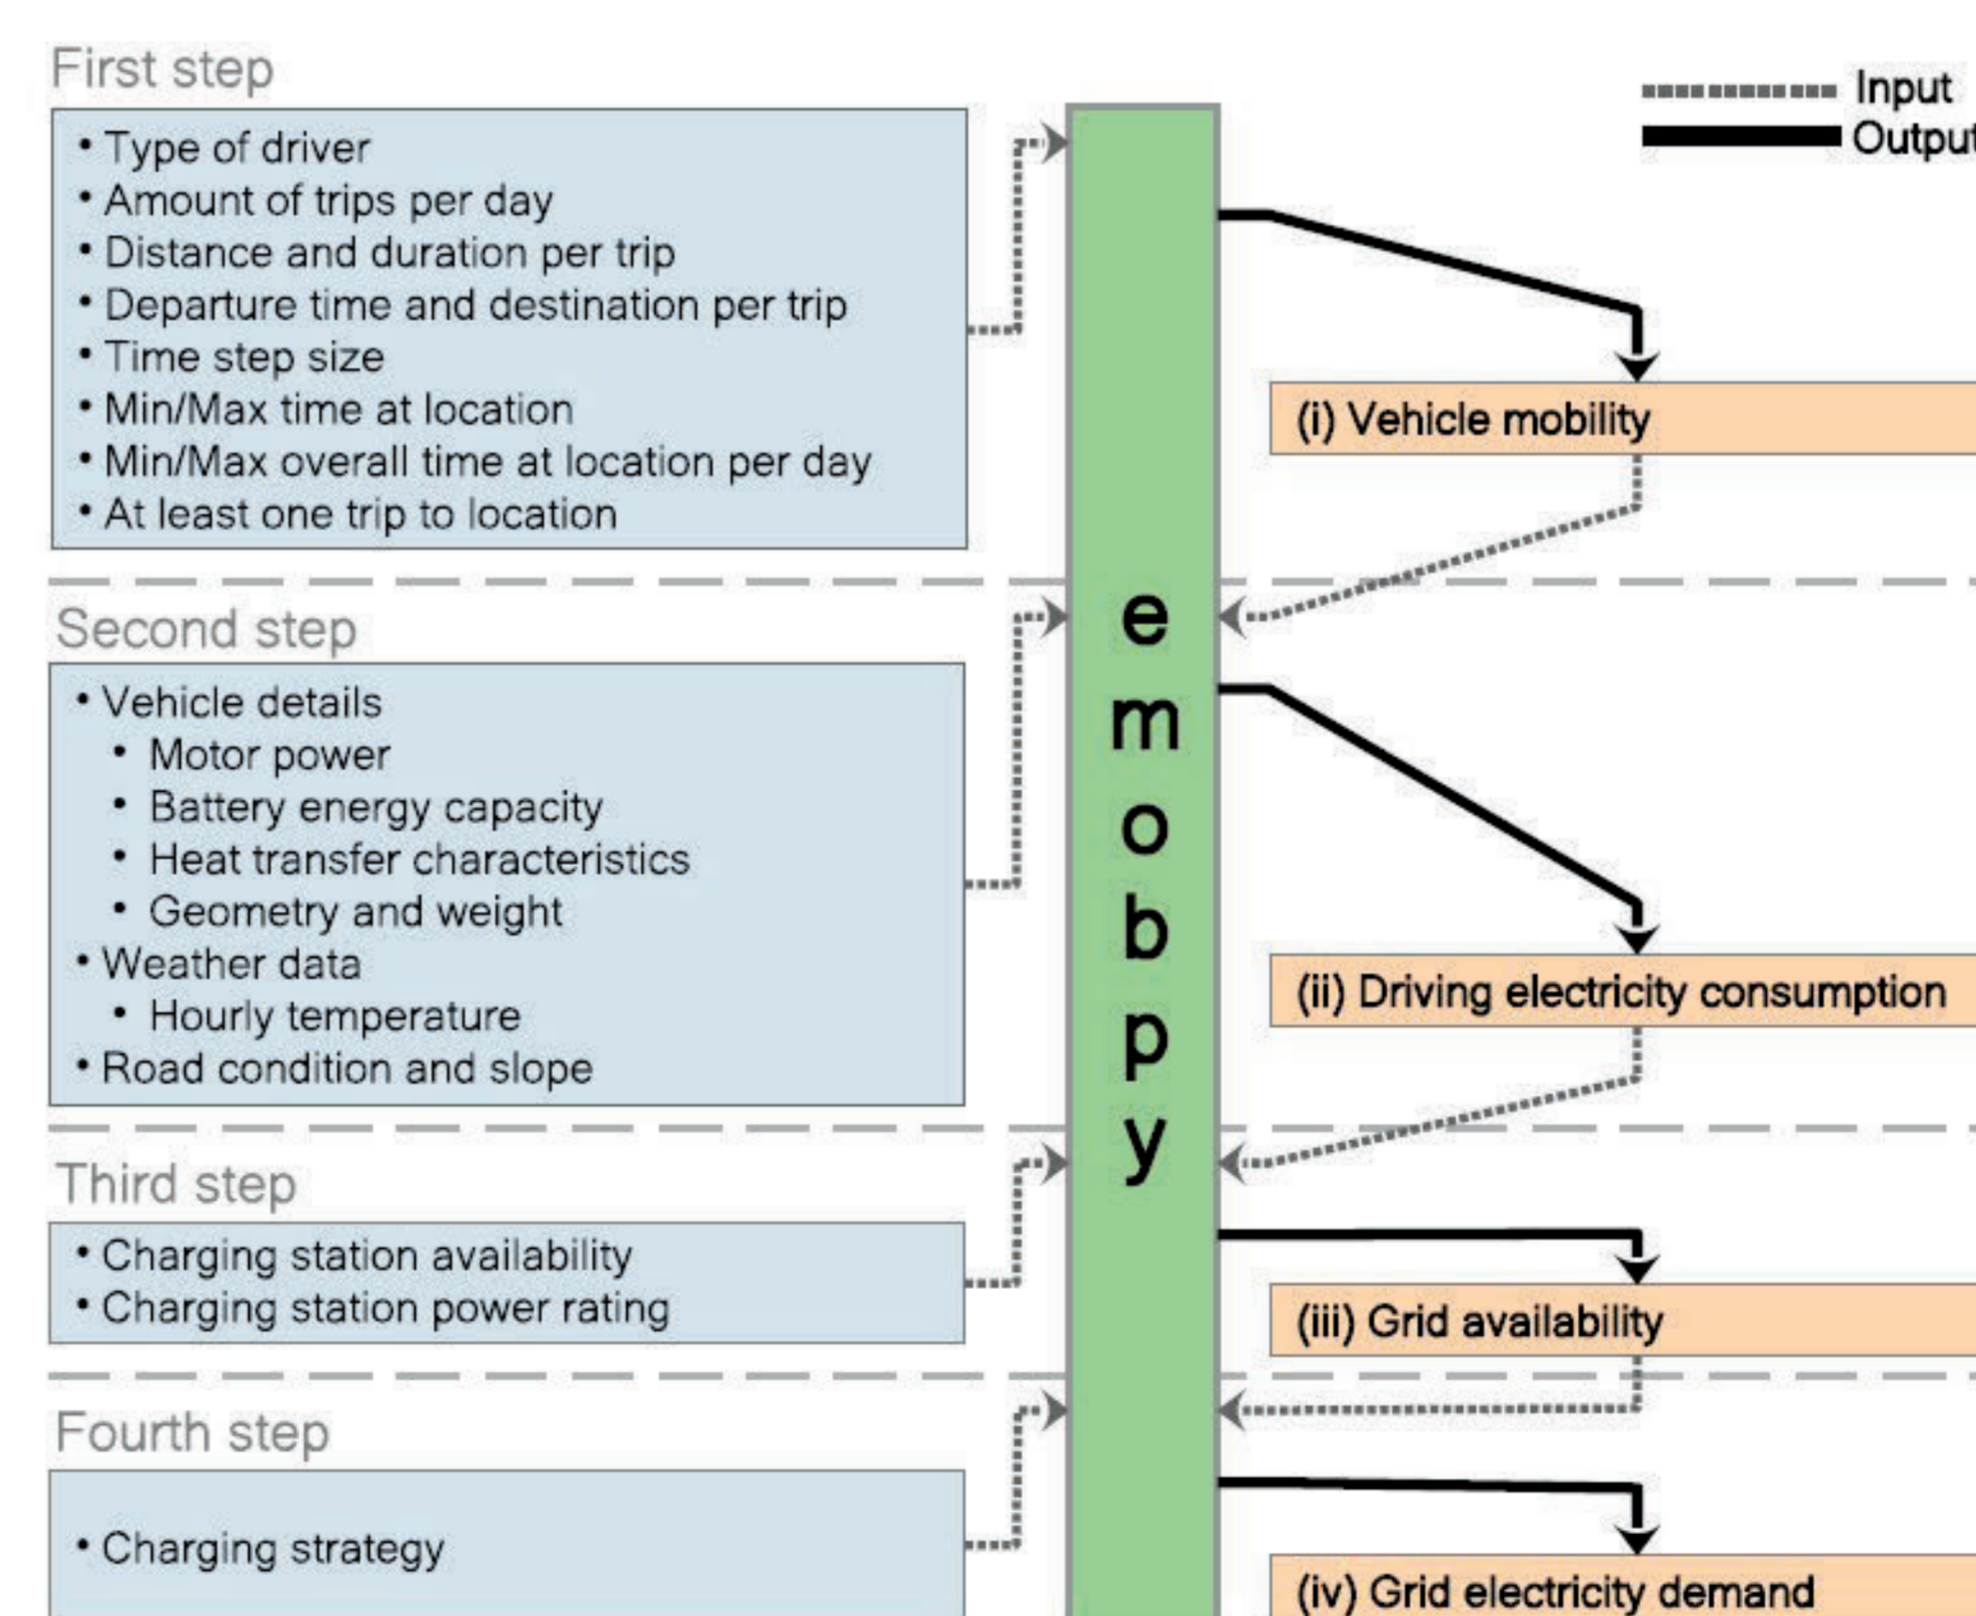 First step
• Type of driver
• Amount of trips per day
• Distance and duration per trip
• Departure time and destination per trip
• Time step size
• Min/Max time at location
• Min/Max overall time at location per day
• At least one trip to location
Input
Output
(i) Vehicle mobility
Second step
• Vehicle details
• Motor power
• Battery energy capacity
• Heat transfer characteristics
• Geometry and weight
• Weather data
• Hourly temperature
• Road condition and slope
e
m
o
b
p
y
(ii) Driving electricity consumption
Third step
• Charging station availability
• Charging station power rating
(iii) Grid availability
Fourth step
• Charging strategy
(iv) Grid electricity demand